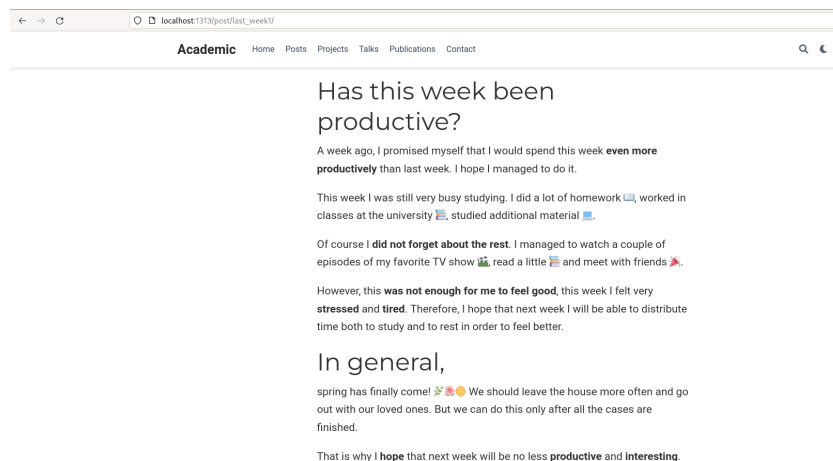 localhost:1313/post/last_week1/
Academic Home Posts Projects Talks Publications Contact
Has this week been
productive?
A week ago, I promised myself that I would spend this week even more
productively than last week. I hope I managed to do it.
This week I was still very busy studying. I did a lot of homework 📖, worked in
classes at the university 📚, studied additional material 💻.
Of course I did not forget about the rest. I managed to watch a couple of
episodes of my favorite TV show 🎬, read a little 📚 and meet with friends 🎉.
However, this was not enough for me to feel good, this week I felt very
stressed and tired. Therefore, I hope that next week I will be able to distribute
time both to study and to rest in order to feel better.
In general,
spring has finally come! 🌿🌺🌼 We should leave the house more often and go
out with our loved ones. But we can do this only after all the cases are
finished.
That is why I hope that next week will be no less productive and interesting.